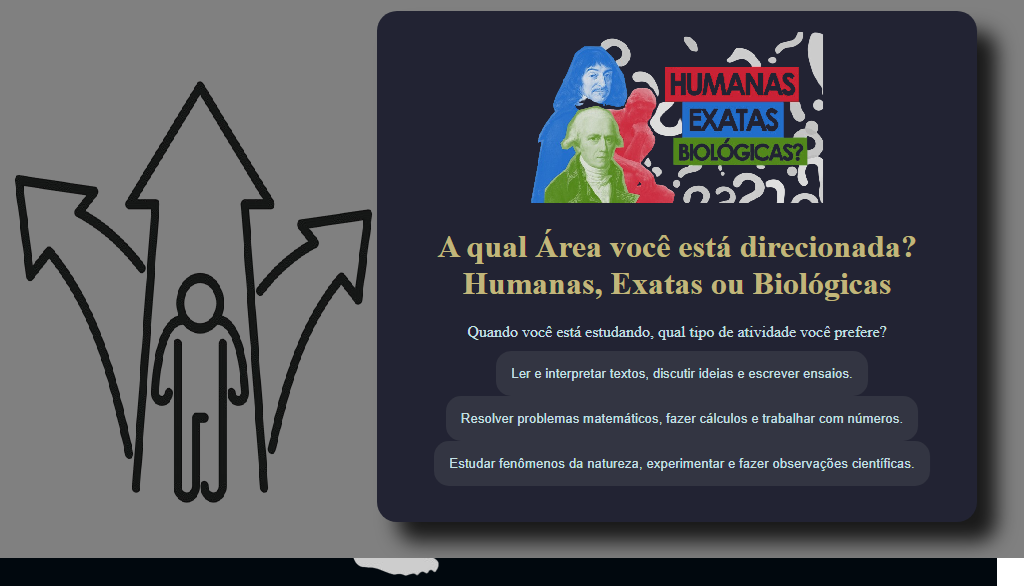 HUMANAS
EXATAS
BIOLÓGICAS?
A qual Área você está direcionada?
Humanas, Exatas ou Biológicas
Quando você está estudando, qual tipo de atividade você prefere?
Ler e interpretar textos, discutir ideias e escrever ensaios.
Resolver problemas matemáticos, fazer cálculos e trabalhar com números.
Estudar fenômenos da natureza, experimentar e fazer observações científicas.